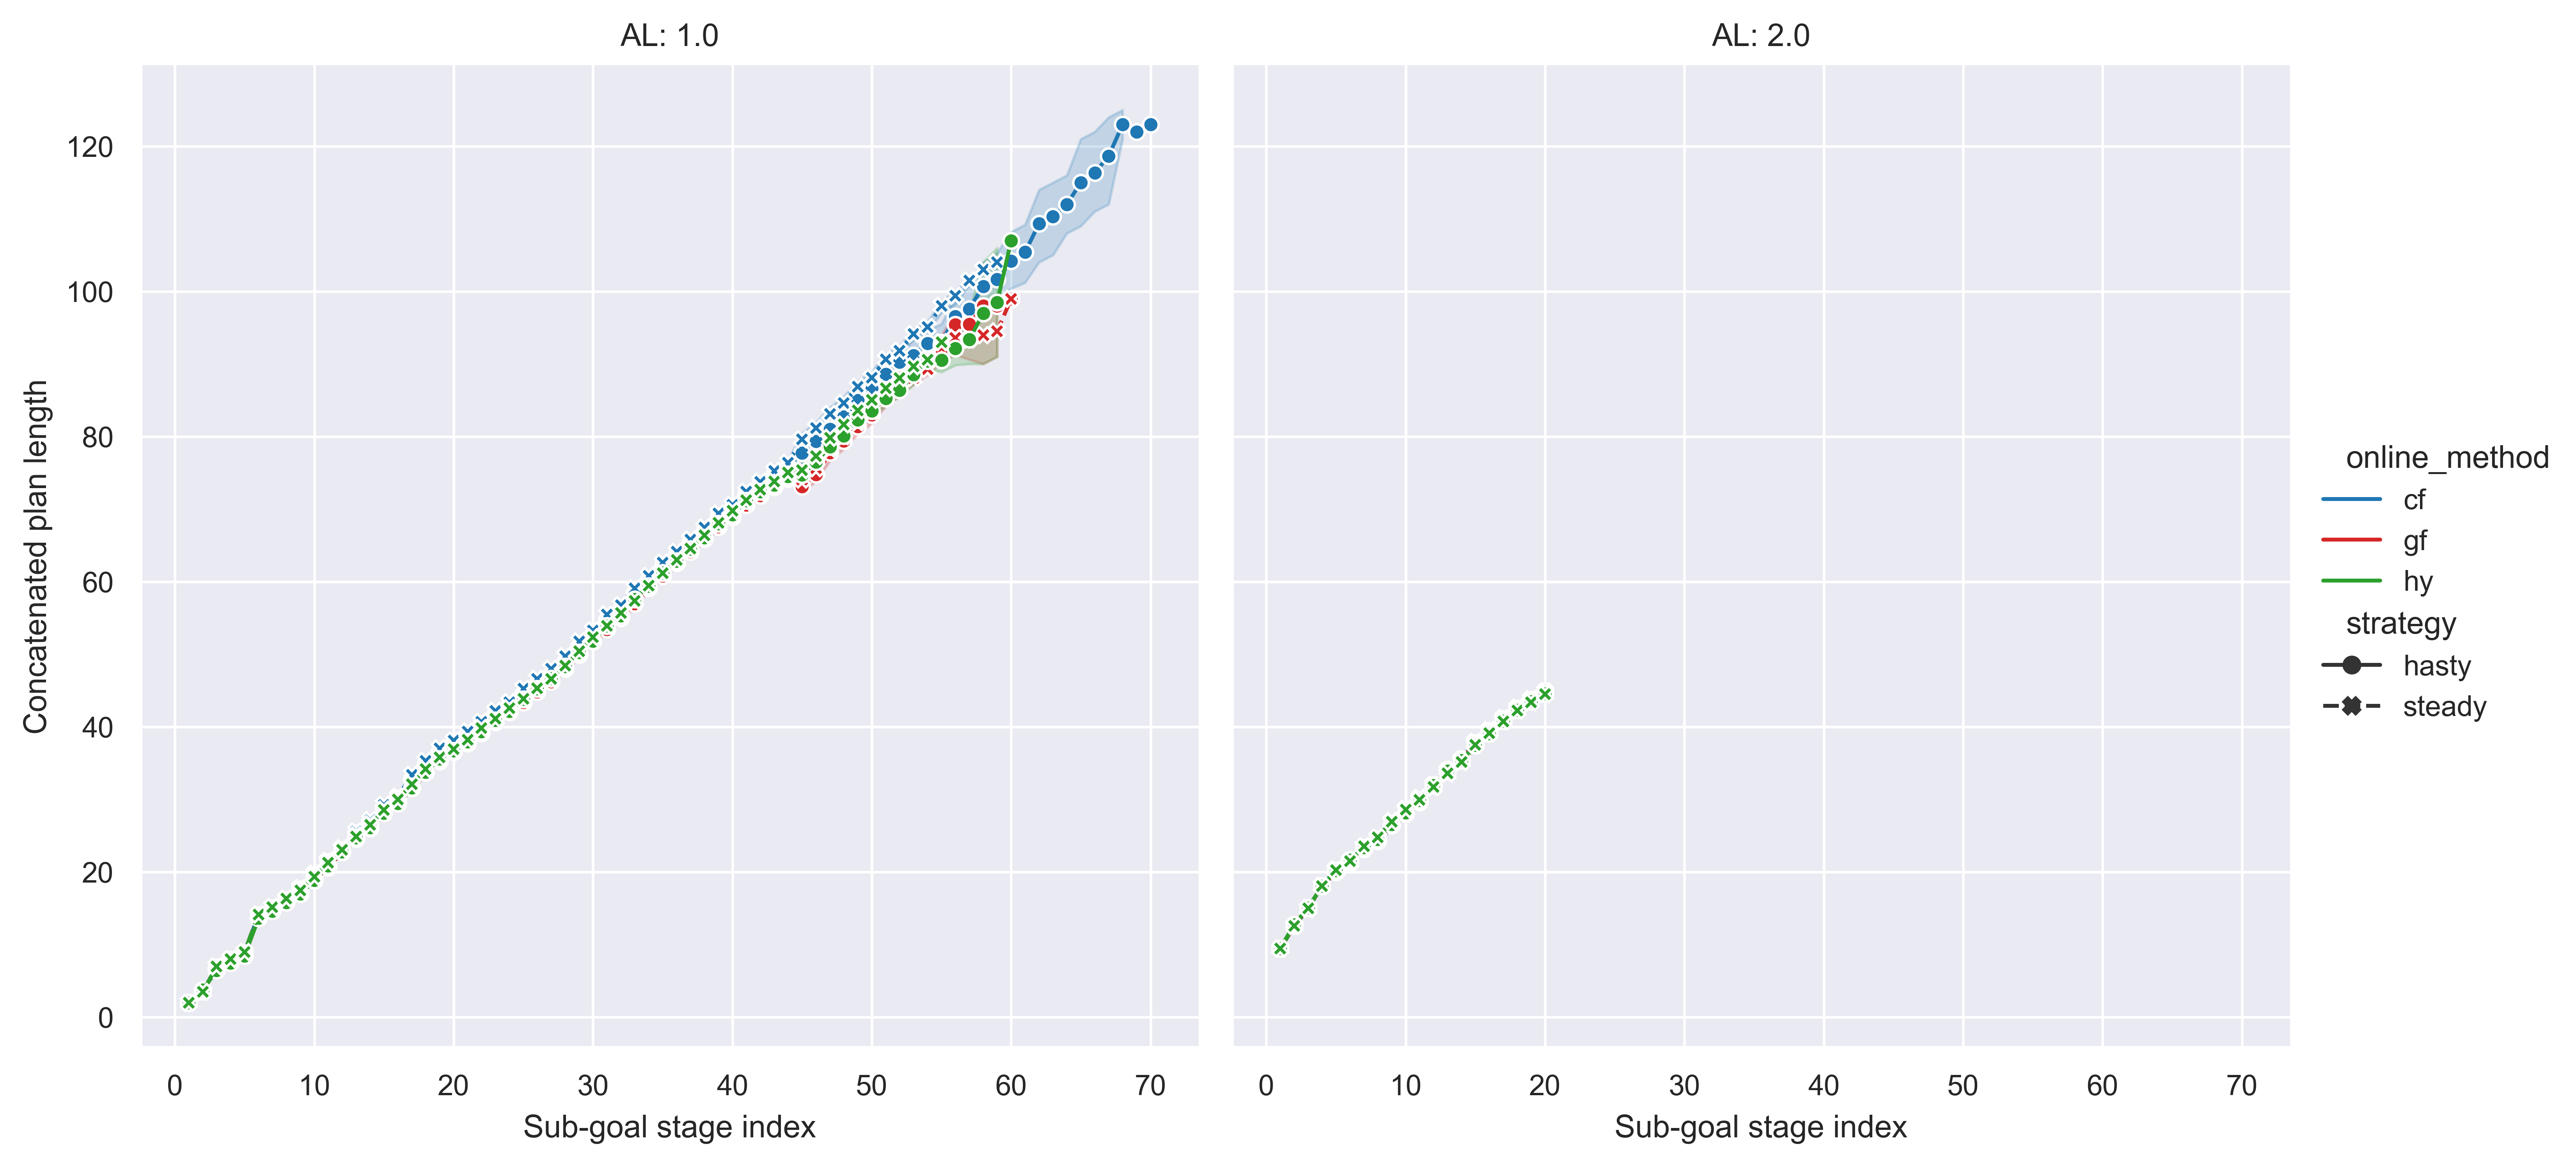 AL: 1.0
AL: 2.0
Concatenated plan length
120
100
80
60
40
20
0
0 10 20 30 40 50 60 70
0 10 20 30 40 50 60 70
Sub-goal stage index
Sub-goal stage index
online_method
cf
gf
hy
strategy
hasty
steady